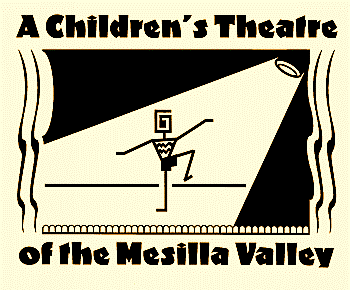 A Children's Theatre
of the Mesilla Valley